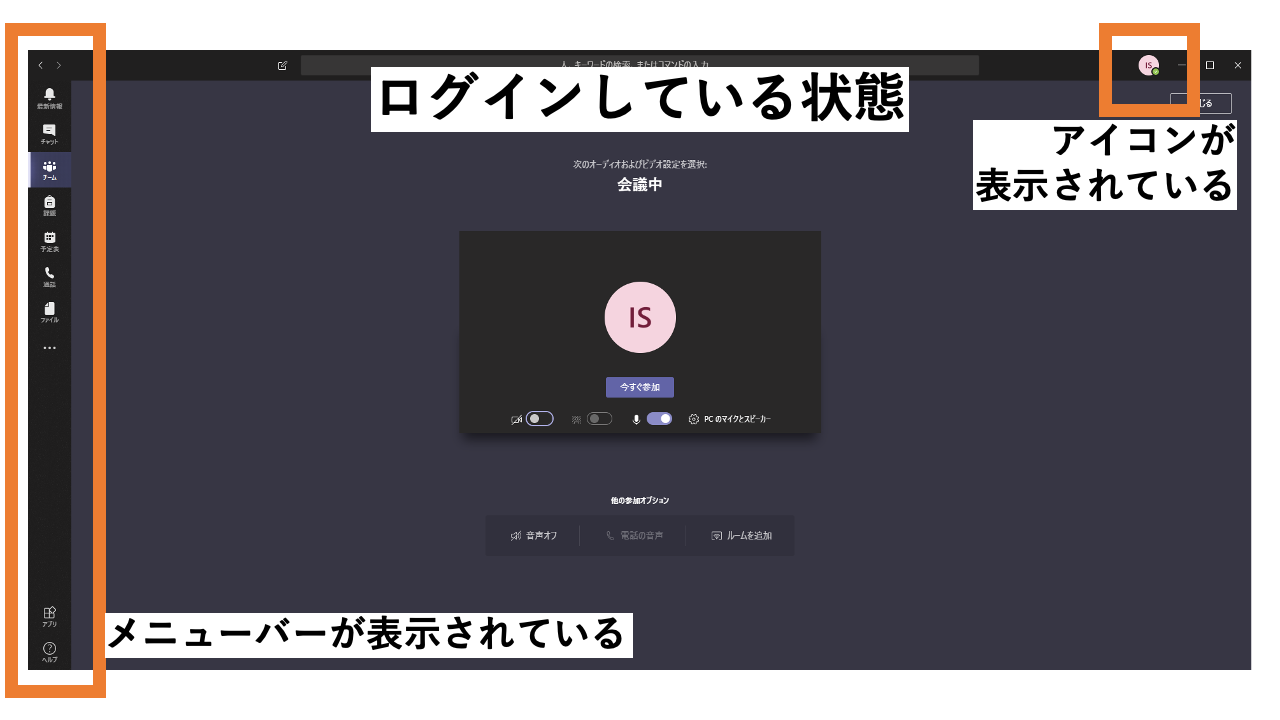 人、キーワードの検索、またはコマンドの入力
ログインしている状態
IS
じる
アイコンが
表示されている
最新情報
チャット
チーム
課題
予定表
通話
ファイル
...
次のオーディオおよびビデオ設定を選択:
会議中
IS
今すぐ参加
PC のマイクとスピーカー
他の参加オプション
音声オフ
電話の音声
ルームを追加
アプリ
ヘルプ
メニューバーが表示されている